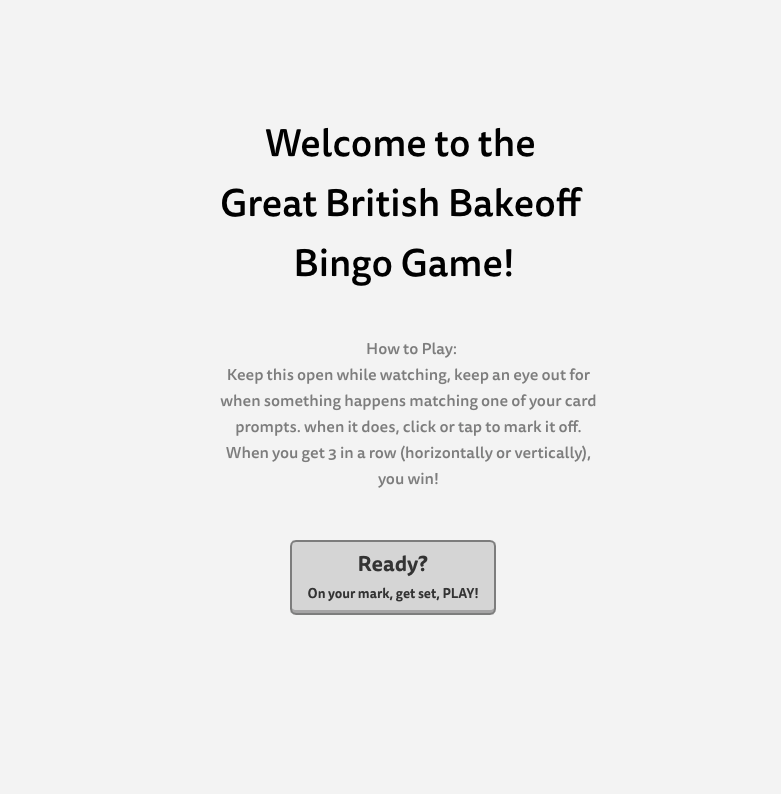 Welcome to the
Great British Bakeoff
Bingo Game!
How to Play:
Keep this open while watching, keep an eye out for
when something happens matching one of your card
prompts. when it does, click or tap to mark it off.
When you get 3 in a row (horizontally or vertically),
you win!
Ready?
On your mark, get set, PLAY!